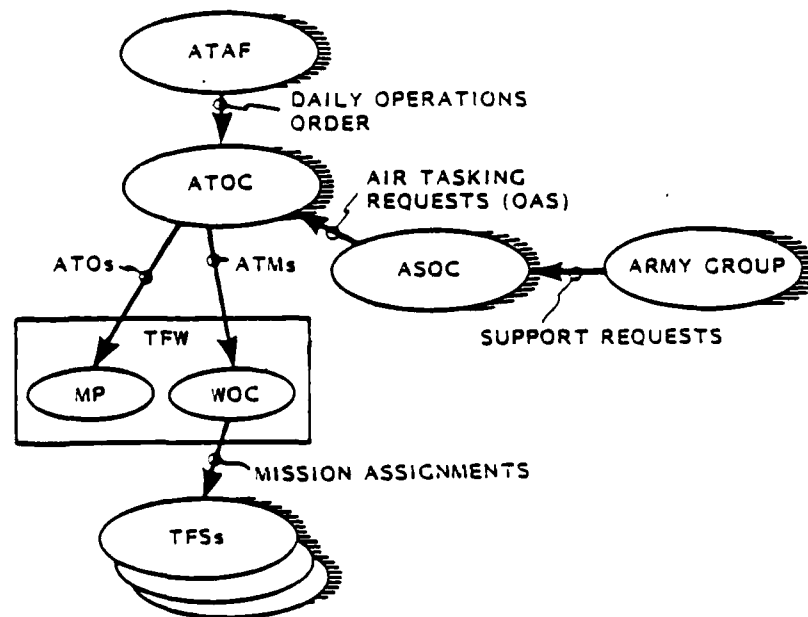 ATAF
DAILY OPERATIONS
ORDER
ATOC
AIR TASKING
REQUESTS (OAS)
ATOs
ATMs
ASOC
ARMY GROUP
SUPPORT REQUESTS
TFW
MP
WOC
MISSION ASSIGNMENTS
TFSs